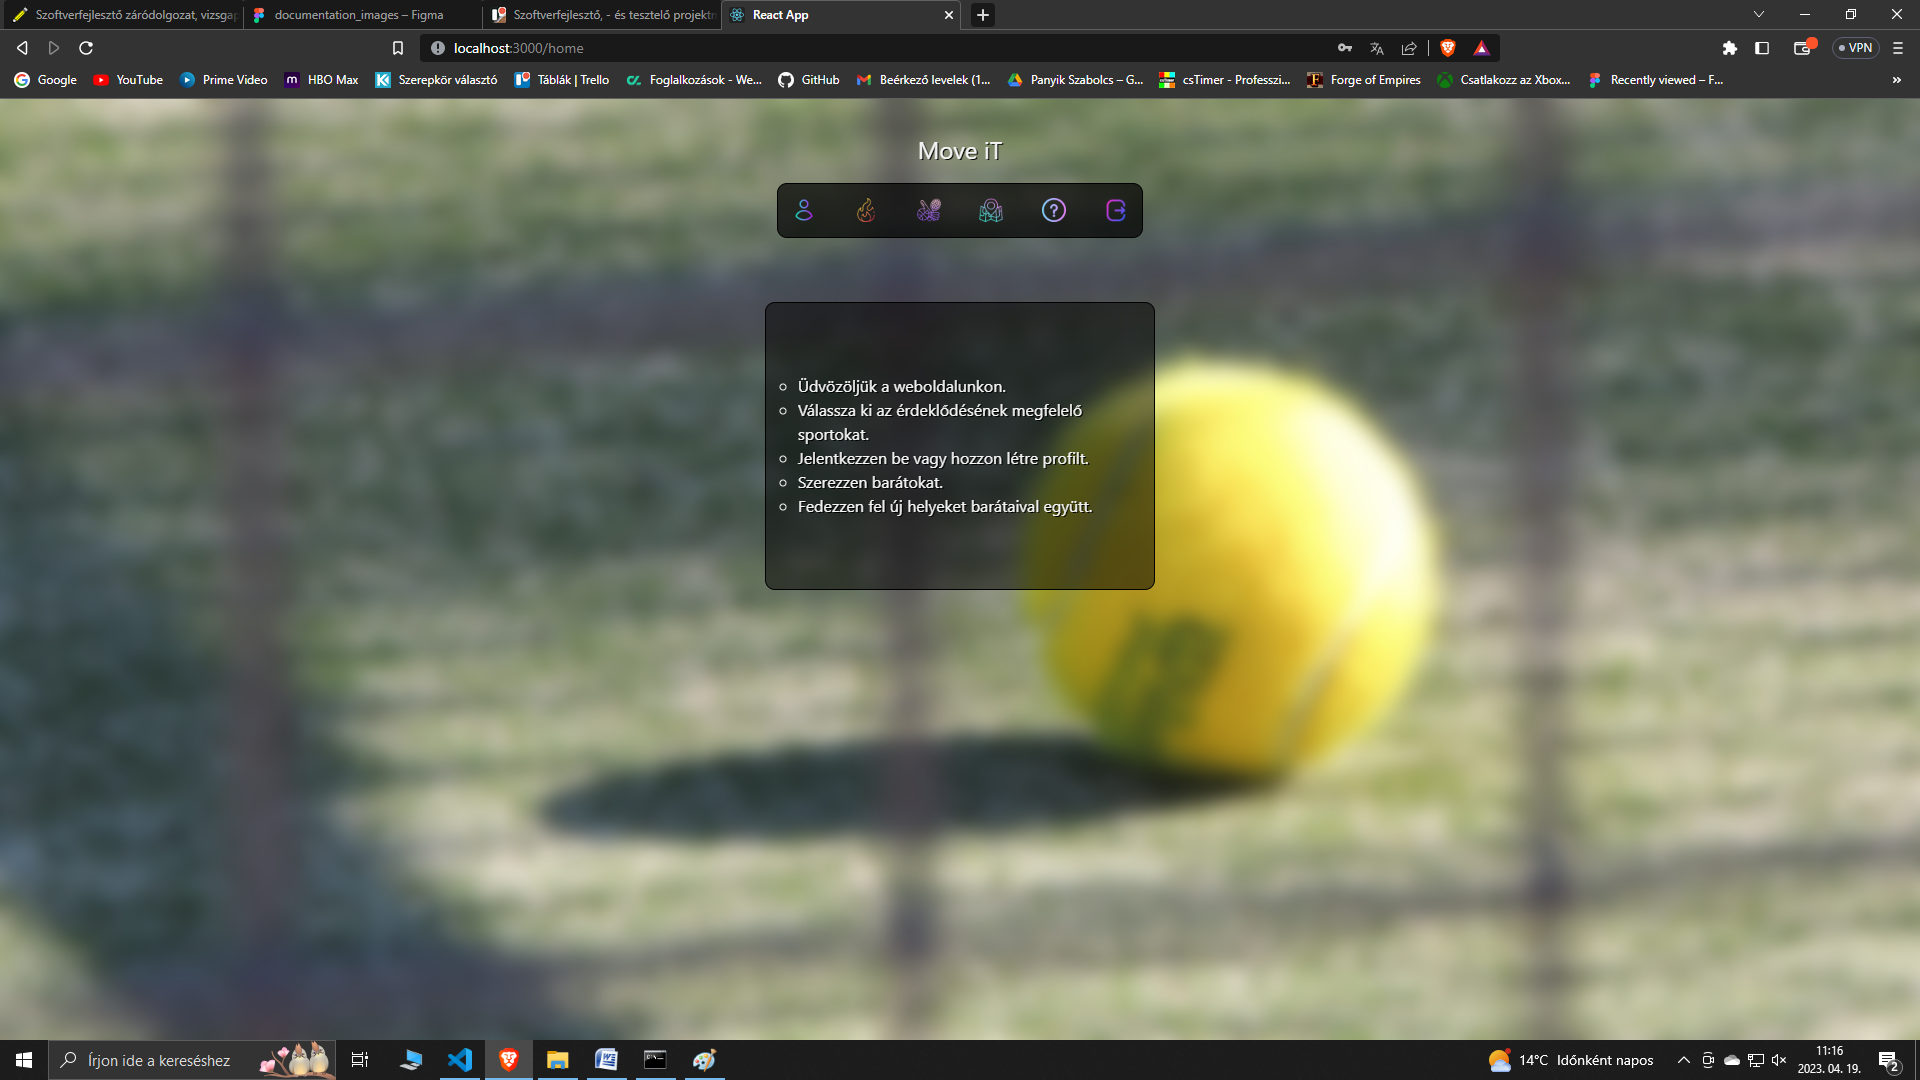 Szoftverfejlesztő záródolgozat, vizsgap
documentation_images – Figma
Szoftverfejlesztő, - és tesztelő projektm
React App
localhost:3000/home
VPN
Google
YouTube
Prime Video
HBO Max
Szerepkör választó
Táblák | Trello
Foglalkozások - We...
GitHub
Beérkező levelek (1...
Panyik Szabolcs – G...
csTimer - Professzi...
Forge of Empires
Csatlakozz az Xbox...
Recently viewed – F...
»
Move iT
Üdvözöljük a weboldalunkon.
Válassza ki az érdeklődésének megfelelő
sportokat.
Jelentkezzen be vagy hozzon létre profilt.
Szerezzen barátokat.
Fedezzen fel új helyeket barátaival együtt.
Írjon ide a kereséshez
14°C Időnként napos
11:16
2023. 04. 19.
2